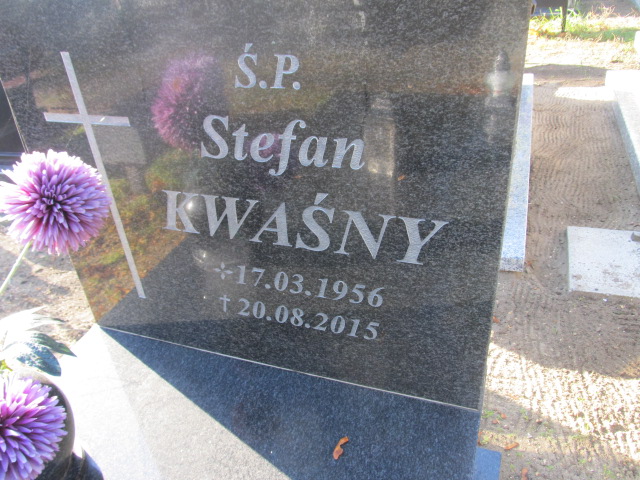 Ś.P.
Stefan
KWAŚNY
✢17.03.1956
†20.08.2015